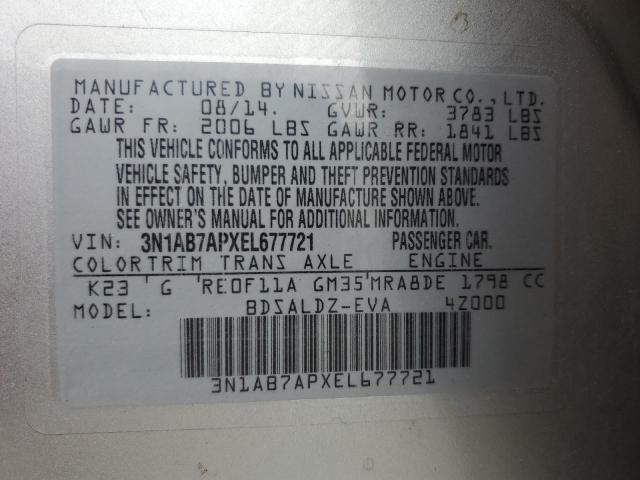 MANUFACTURED BY NISSAN MOTOR CO., LTD.
DATE: 08/14. GVWR: 3783 LBS
GAWR FR: 2006 LBS GAWR RR: 1841 LBS
THIS VEHICLE CONFORMS TO ALL APPLICABLE FEDERAL MOTOR
VEHICLE SAFETY, BUMPER AND THEFT PREVENTION STANDARDS
IN EFFECT ON THE DATE OF MANUFACTURE SHOWN ABOVE.
SEE OWNER'S MANUAL FOR ADDITIONAL INFORMATION.
VIN: 3N1AB7APXEL677721 PASSENGER CAR.
COLOR TRIM TRANS AXLE ENGINE
K23 G RE0F11A GM35 MRA8DE 1798 CC
MODEL: BDSALDZ-EVA 4Z000
3N1AB7APXEL677721